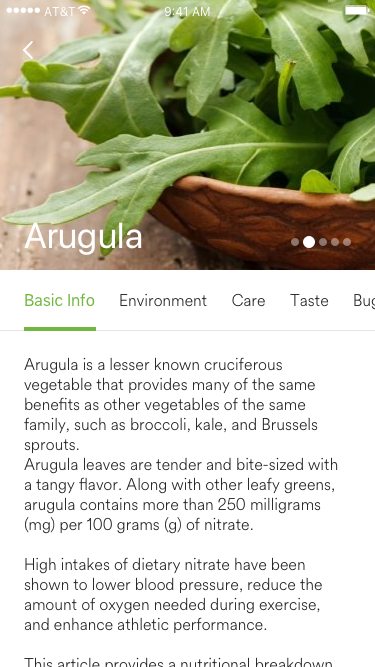 AT&T 9:41 AM
Arugula
Basic Info Environment Care Taste
Arugula is a lesser known cruciferous
vegetable that provides many of the same
benefits as other vegetables of the same
family, such as broccoli, kale, and Brussels
sprouts.
Arugula leaves are tender and bite-sized with
a tangy flavor. Along with other leafy greens,
arugula contains more than 250 milligrams
(mg) per 100 grams (g) of nitrate.
High intakes of dietary nitrate have been
shown to lower blood pressure, reduce the
amount of oxygen needed during exercise,
and enhance athletic performance.
This article provides a nutritional breakdown